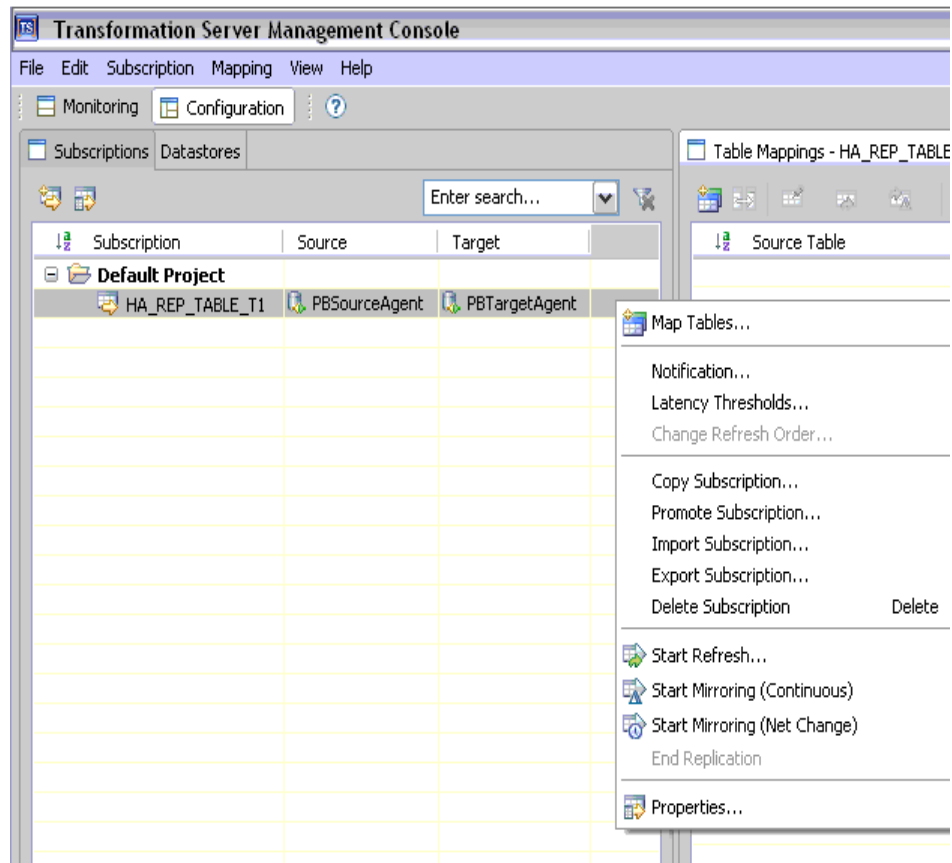 TS Transformation Server Management Console
File Edit Subscription Mapping View Help
Monitoring Configuration ?
Subscriptions Datastores
Enter search...
Subscription Source Target
Default Project
HA_REP_TABLE_T1 PBSourceAgent PBTargetAgent
Table Mappings - HA_REP_TABLE
Source Table
Map Tables...
Notification...
Latency Thresholds...
Change Refresh Order...
Copy Subscription...
Promote Subscription...
Import Subscription...
Export Subscription...
Delete Subscription Delete
Start Refresh...
Start Mirroring (Continuous)
Start Mirroring (Net Change)
End Replication
Properties...